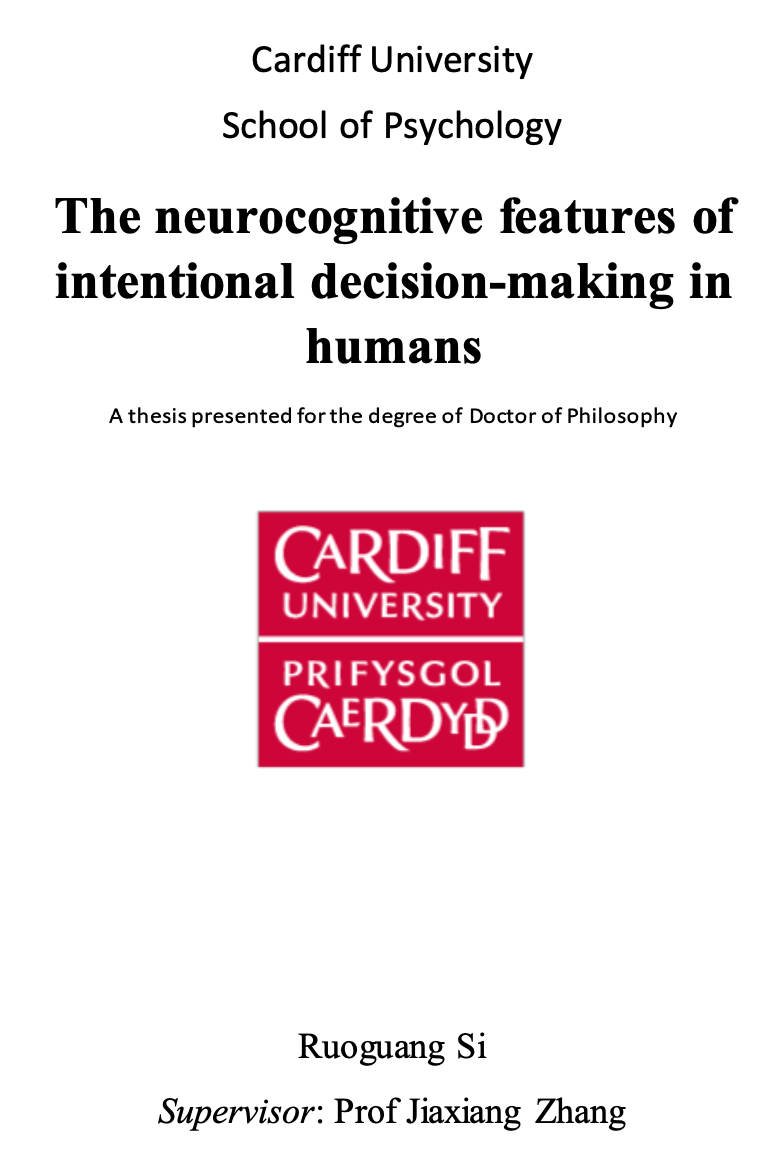 Cardiff University
School of Psychology
The neurocognitive features of
intentional decision-making in
humans
A thesis presented for the degree of Doctor of Philosophy
CARDIFF
UNIVERSITY
PRIFYSGOL
CAERDYDD
Ruoguang Si
Supervisor: Prof Jiaxiang Zhang